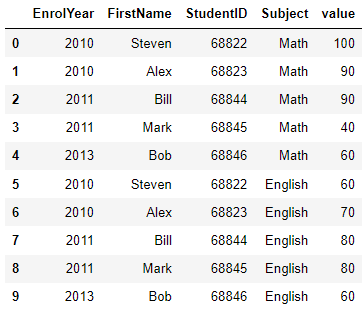 EnrolYear FirstName StudentID Subject value
0 2010 Steven 68822 Math 100
1 2010 Alex 68823 Math 90
2 2011 Bill 68844 Math 90
3 2011 Mark 68845 Math 40
4 2013 Bob 68846 Math 60
5 2010 Steven 68822 English 60
6 2010 Alex 68823 English 70
7 2011 Bill 68844 English 80
8 2011 Mark 68845 English 80
9 2013 Bob 68846 English 60